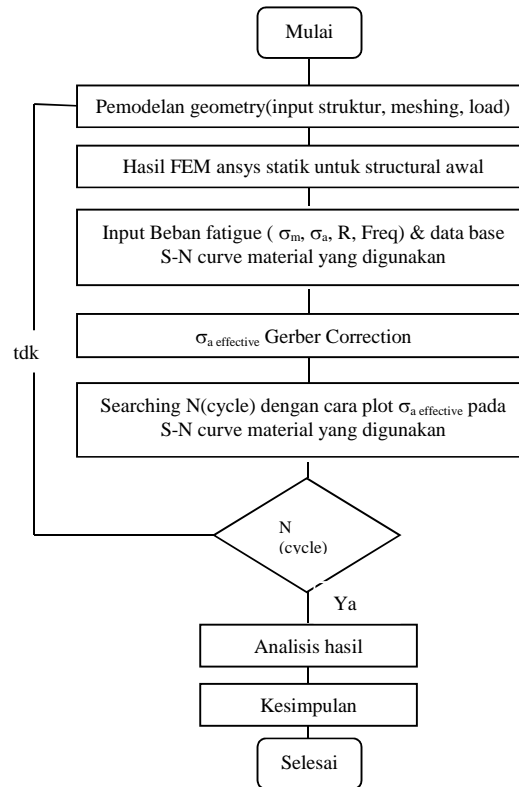 Mulai
Pemodelan geometry(input struktur, meshing, load)
Hasil FEM ansys statik untuk structural awal
Input Beban fatigue ( σm, σa, R, Freq) & data base
S-N curve material yang digunakan
σa effective Gerber Correction
tdk
Searching N(cycle) dengan cara plot σa effective pada
S-N curve material yang digunakan
N
(cycle)
Ya
Analisis hasil
Kesimpulan
Selesai